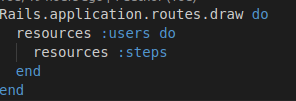 Rails.application.routes.draw do
resources :users do
resources :steps
end
end